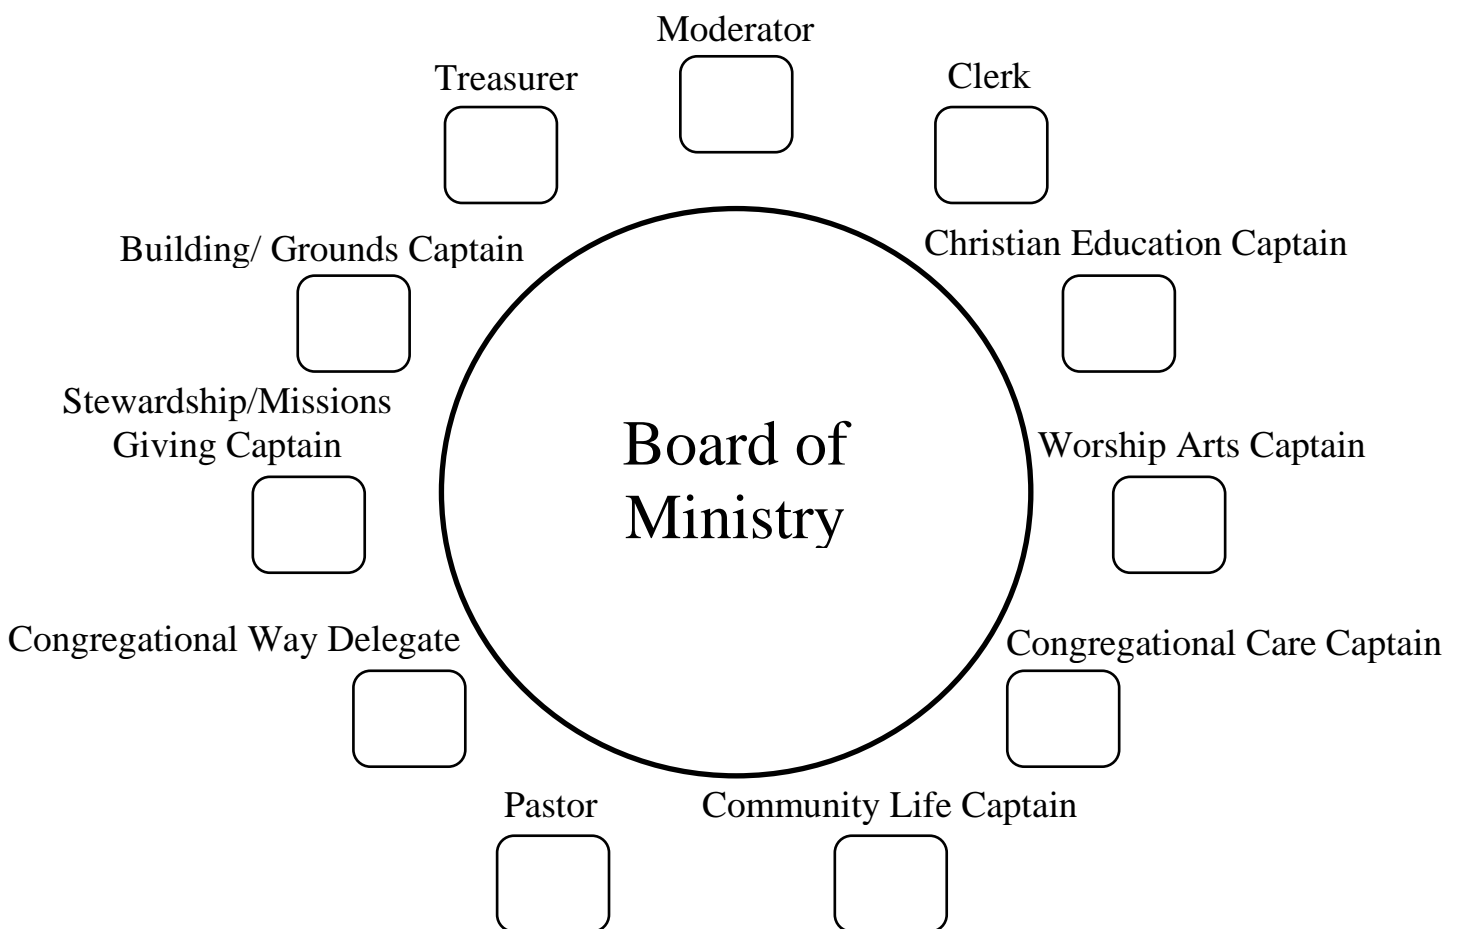 Moderator
Treasurer
Clerk
Building/ Grounds Captain
Christian Education Captain
Stewardship/Missions
Giving Captain
Board of
Ministry
Worship Arts Captain
Congregational Way Delegate
Congregational Care Captain
Pastor
Community Life Captain